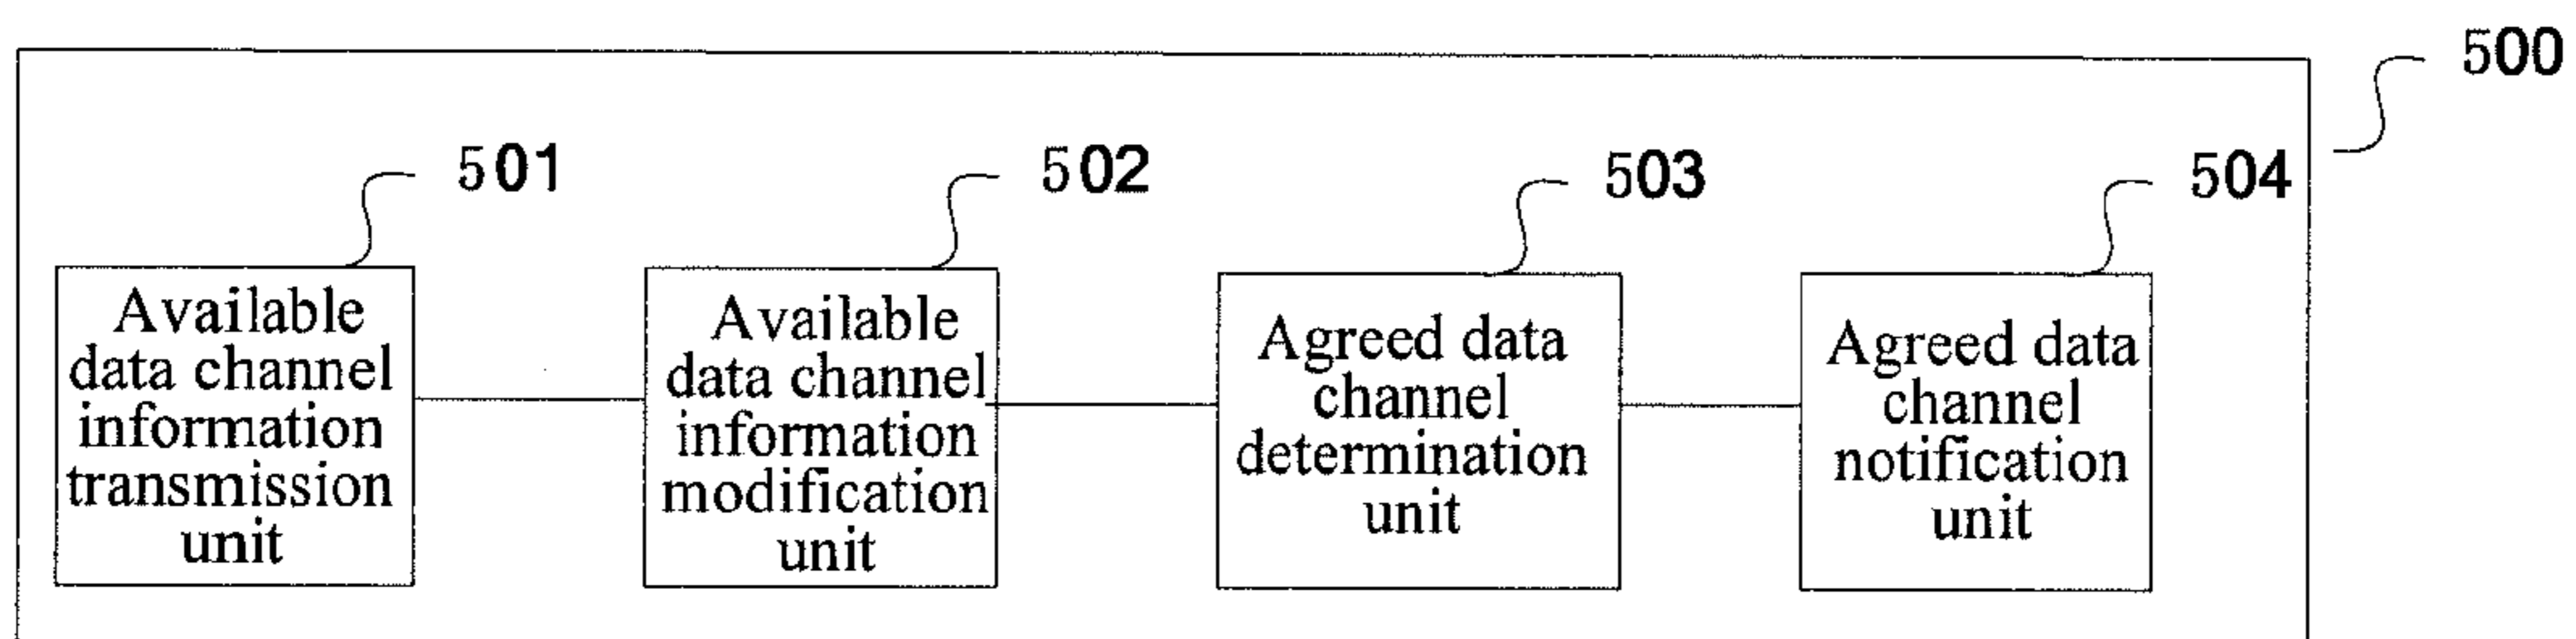 500
501
502
503
504
Available
data channel
information
transmission
unit
Available
data channel
information
modification
unit
Agreed data
channel
determination
unit
Agreed data
channel
notification
unit